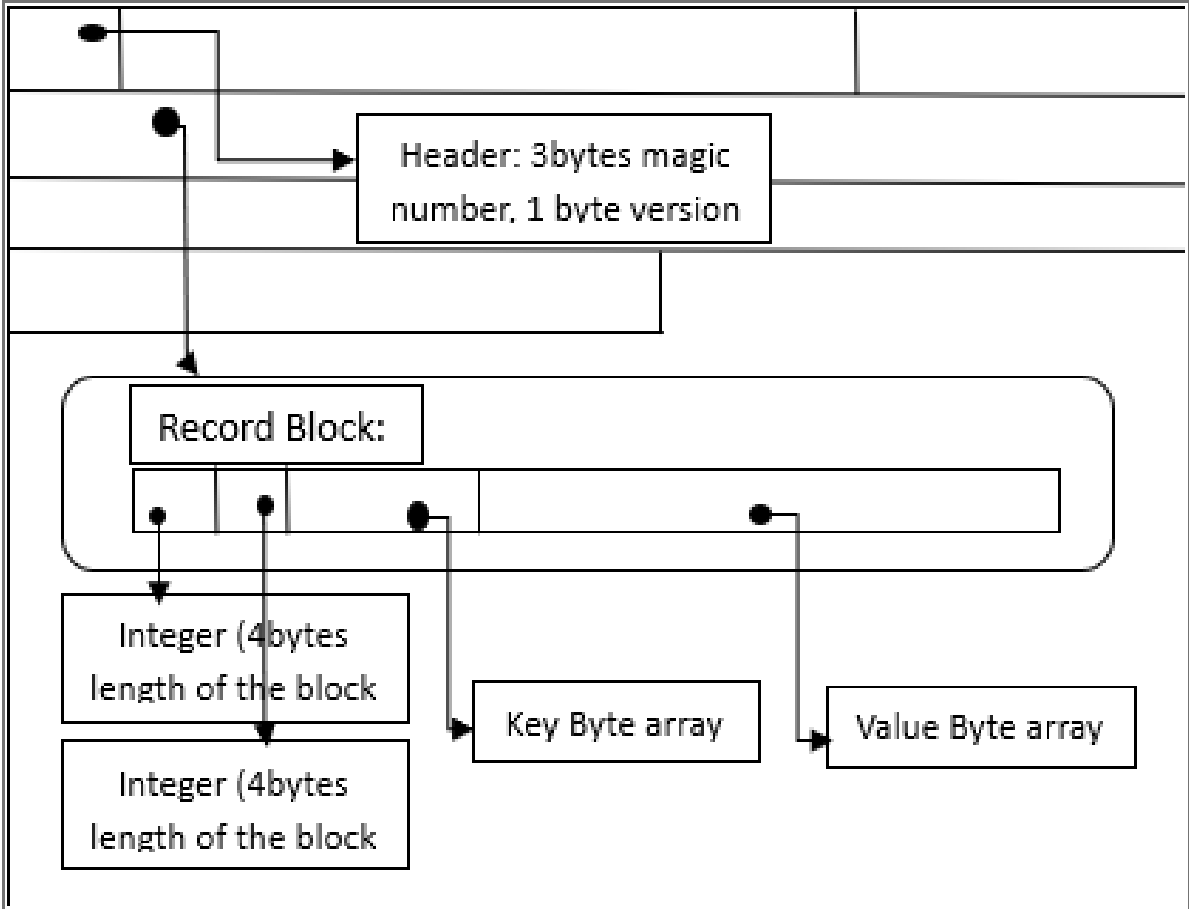 Header: 3bytes magic
number, 1 byte version
Record Block:
Integer (4bytes
length of the block
Key Byte array
Value Byte array
Integer (4bytes
length of the block